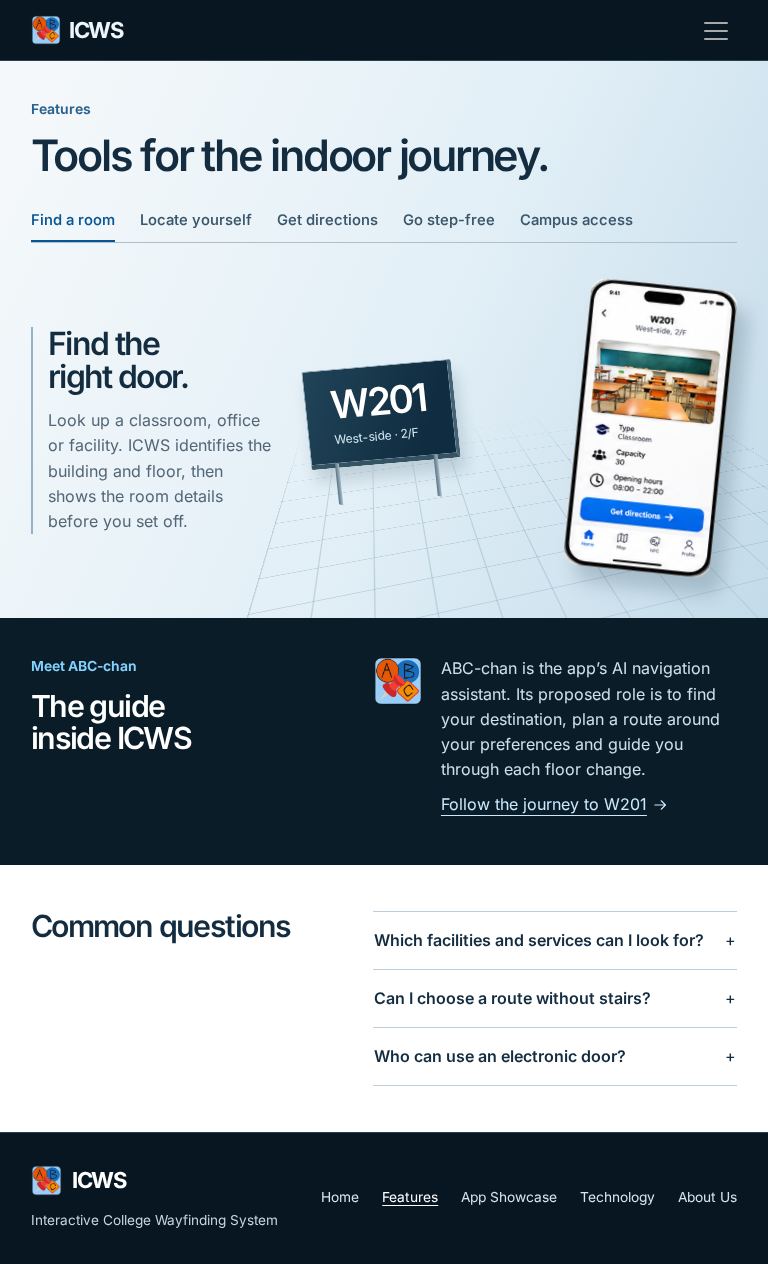 ICWS
Features
Tools for the indoor journey.
Find a room
Locate yourself
Get directions
Go step-free
Campus access
Find the
right door.
Look up a classroom, office
or facility. ICWS identifies the
building and floor, then
shows the room details
before you set off.
W201
West-side · 2/F
9:41
W201
West-side, 2/F
Type
Classroom
Capacity
30
Opening hours
08:00 – 22:00
Get directions →
Home
Map
NFC
Profile
Meet ABC-chan
The guide
inside ICWS
A
B
C
ABC-chan is the app’s AI navigation
assistant. Its proposed role is to find
your destination, plan a route around
your preferences and guide you
through each floor change.
Follow the journey to W201 →
Common questions
Which facilities and services can I look for? +
Can I choose a route without stairs? +
Who can use an electronic door? +
ICWS
Interactive College Wayfinding System
Home
Features
App Showcase
Technology
About Us